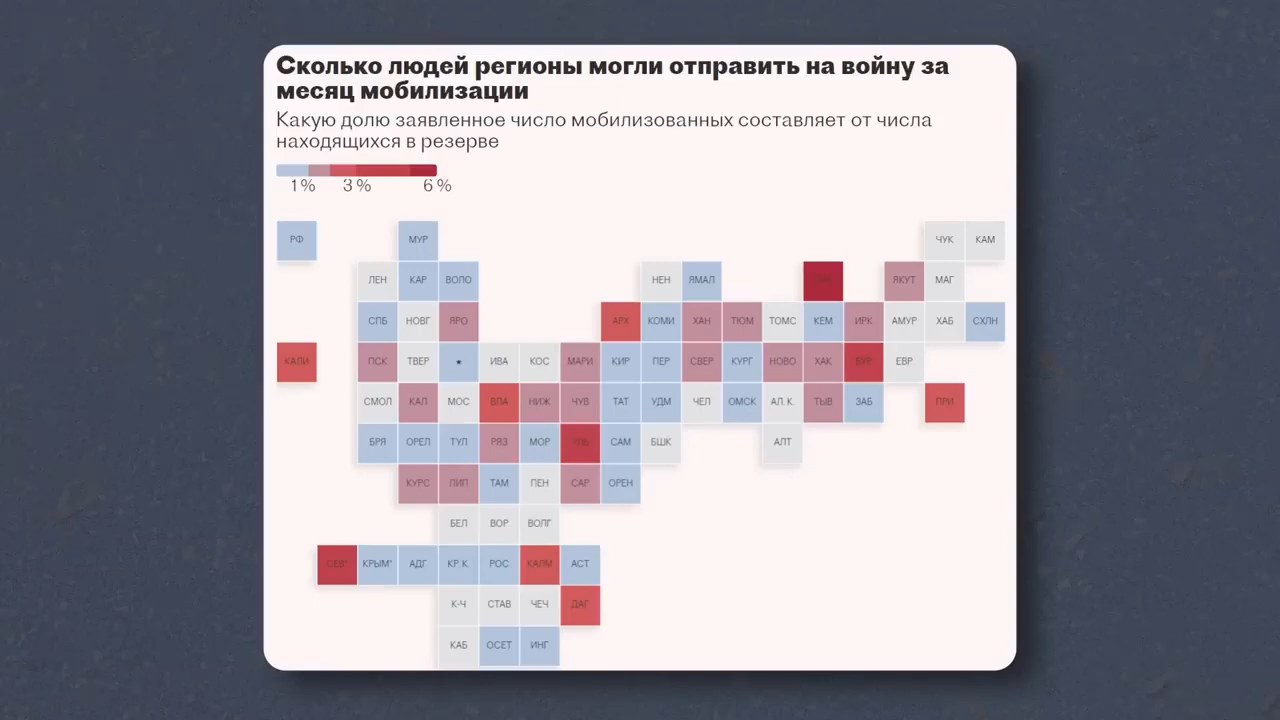 Сколько людей регионы могли отправить на войну за
месяц мобилизации
Какую долю заявленное число мобилизованных составляет от числа
находящихся в резерве
1 % 3 % 6 %
РФ МУР ЧУК КАМ
ЛЕН КАР ВОЛО НЕН ЯМАЛ ЯКУТ МАГ
СПБ НОВГ ЯРО АРХ КОМИ ХАН ТЮМ ТОМС КЕМ ИРК АМУР ХАБ СХЛН
КАЛИ ПСК ТВЕР ★ ИВА КОС МАРИ КИР ПЕР СВЕР КУРГ НОВО ХАК БУР ЕВР
СМОЛ КАЛ МОС ВЛА НИЖ ЧУВ ТАТ УДМ ЧЕЛ ОМСК АЛ. К. ТЫВ ЗАБ ПРИ
БРЯ ОРЕЛ ТУЛ РЯЗ МОР САМ БШК АЛТ
КУРС ЛИП ТАМ ПЕН САР ОРЕН
БЕЛ ВОР ВОЛГ
СЕВ* КРЫМ* АДГ КР. К. РОС КАЛМ АСТ
К-Ч СТАВ ЧЕЧ ДАГ
КАБ ОСЕТ ИНГ